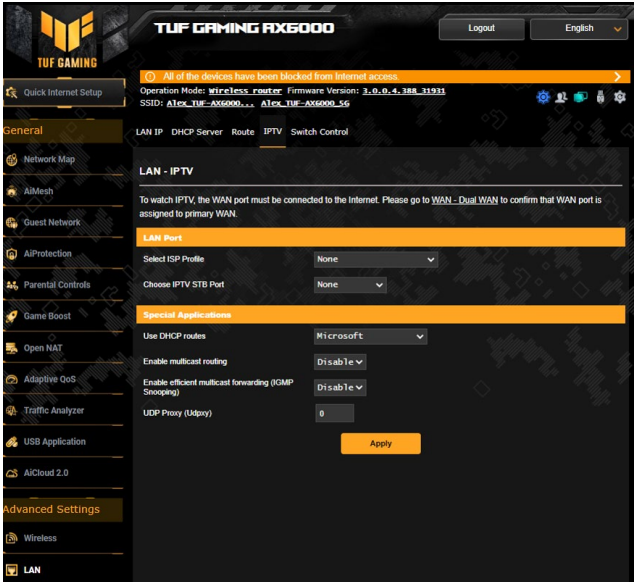 TUF GAMING AX6000
Logout
English
TUF GAMING
All of the devices have been blocked from Internet access.
Quick Internet Setup
Operation Mode: Wireless router Firmware Version: 3.0.0.4.388_31931
SSID: Alex_TUF-AX6000... Alex_TUF-AX6000_5G
General
LAN IP DHCP Server Route IPTV Switch Control
Network Map
AiMesh
Guest Network
AiProtection
Parental Controls
Game Boost
Open NAT
Adaptive QoS
Traffic Analyzer
USB Application
AiCloud 2.0
Advanced Settings
Wireless
LAN
LAN - IPTV
To watch IPTV, the WAN port must be connected to the Internet. Please go to WAN - Dual WAN to confirm that WAN port is
assigned to primary WAN.
LAN Port
Select ISP Profile None
Choose IPTV STB Port None
Special Applications
Use DHCP routes Microsoft
Enable multicast routing Disable
Enable efficient multicast forwarding (IGMP
Snooping) Disable
UDP Proxy (Udpxy) 0
Apply